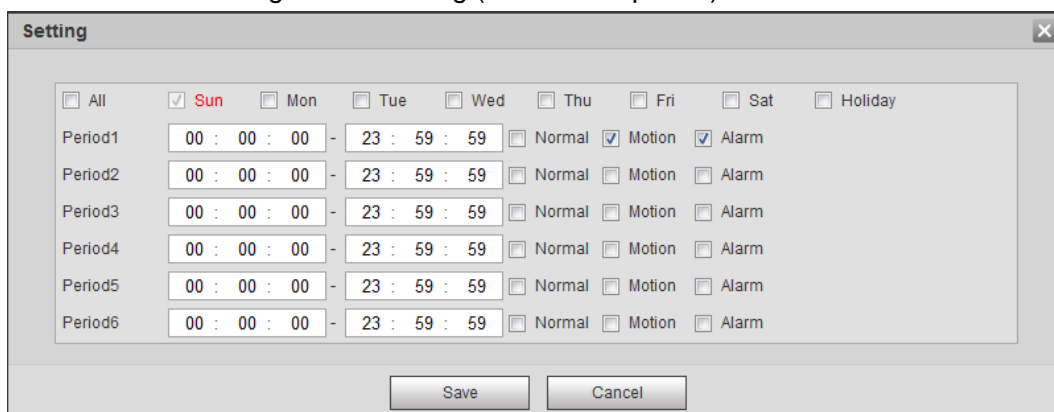 Setting
All Sun Mon Tue Wed Thu Fri Sat Holiday
Period1 00 : 00 : 00 - 23 : 59 : 59 Normal Motion Alarm
Period2 00 : 00 : 00 - 23 : 59 : 59 Normal Motion Alarm
Period3 00 : 00 : 00 - 23 : 59 : 59 Normal Motion Alarm
Period4 00 : 00 : 00 - 23 : 59 : 59 Normal Motion Alarm
Period5 00 : 00 : 00 - 23 : 59 : 59 Normal Motion Alarm
Period6 00 : 00 : 00 - 23 : 59 : 59 Normal Motion Alarm
Save Cancel